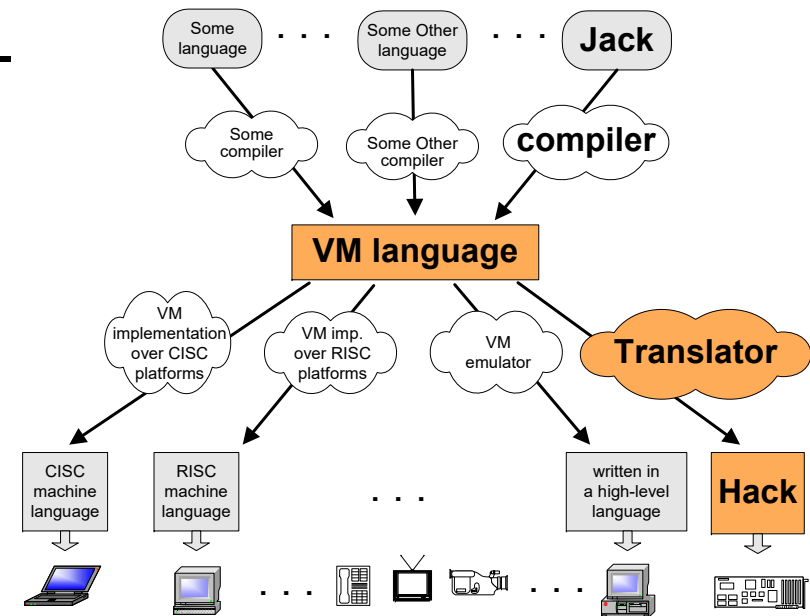 Some
language
. . .
Some Other
language
. . .
Jack
Some
compiler
Some Other
compiler
compiler
VM language
VM
implementation
over CISC
platforms
VM imp.
over RISC
platforms
VM
emulator
Translator
CISC
machine
language
RISC
machine
language
. . .
written in
a high-level
language
Hack
. . .
. . .